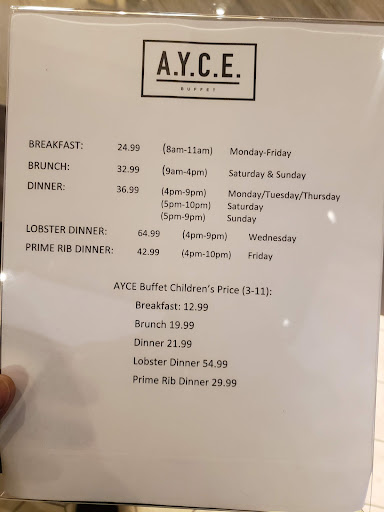 A.Y.C.E.
BUFFET
BREAKFAST: 24.99 (8am-11am) Monday-Friday
BRUNCH: 32.99 (9am-4pm) Saturday & Sunday
DINNER: 36.99 (4pm-9pm) Monday/Tuesday/Thursday
(5pm-10pm) Saturday
(5pm-9pm) Sunday
LOBSTER DINNER: 64.99 (4pm-9pm) Wednesday
PRIME RIB DINNER: 42.99 (4pm-10pm) Friday
AYCE Buffet Children's Price (3-11):
Breakfast: 12.99
Brunch 19.99
Dinner 21.99
Lobster Dinner 54.99
Prime Rib Dinner 29.99